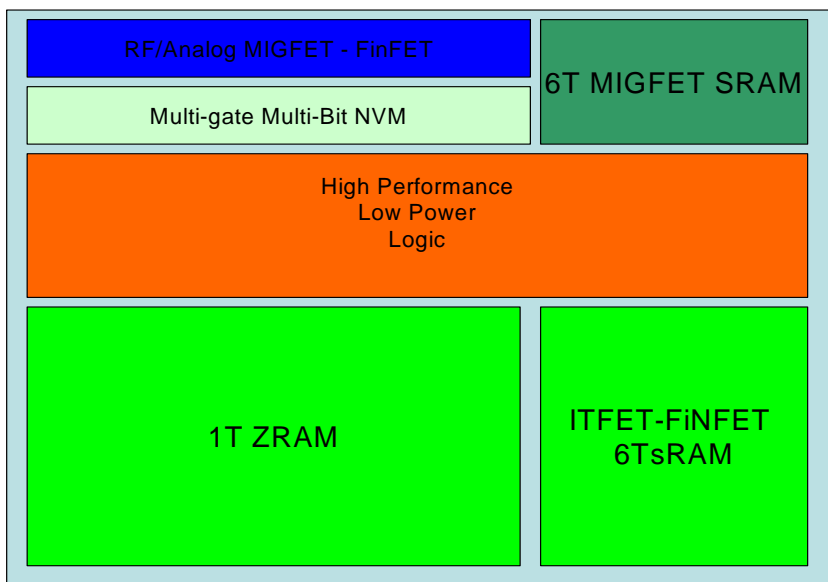 RF/Analog MIGFET - FinFET
6T MIGFET SRAM
Multi-gate Multi-Bit NVM
High Performance
Low Power
Logic
1T ZRAM
ITFET-FiNFET
6TsRAM